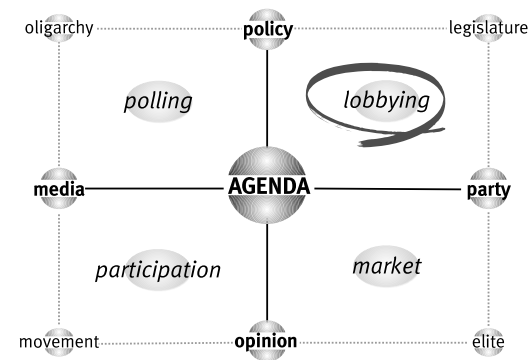 oligarchy policy legislature
polling lobbying
media AGENDA party
participation market
movement opinion elite